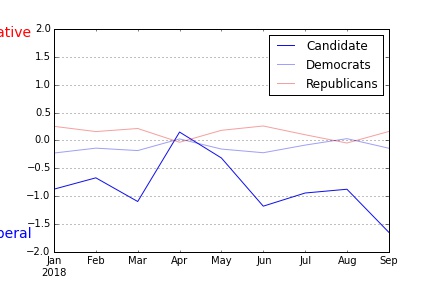 ative
2.0
1.5
1.0
0.5
0.0
−0.5
−1.0
−1.5
−2.0
beral
Candidate
Democrats
Republicans
Jan Feb Mar Apr May Jun Jul Aug Sep
2018